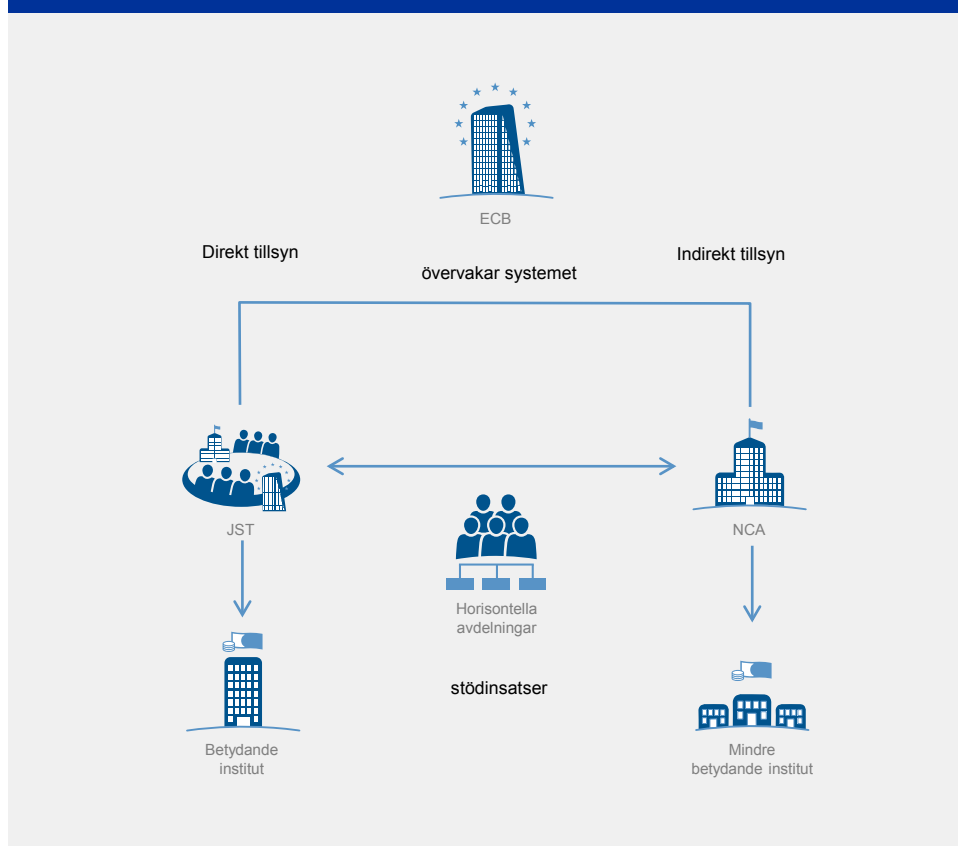 ECB
Direkt tillsyn
Indirekt tillsyn
övervakar systemet
JST
NCA
Horisontella
avdelningar
stödinsatser
Betydande
institut
Mindre
betydande institut